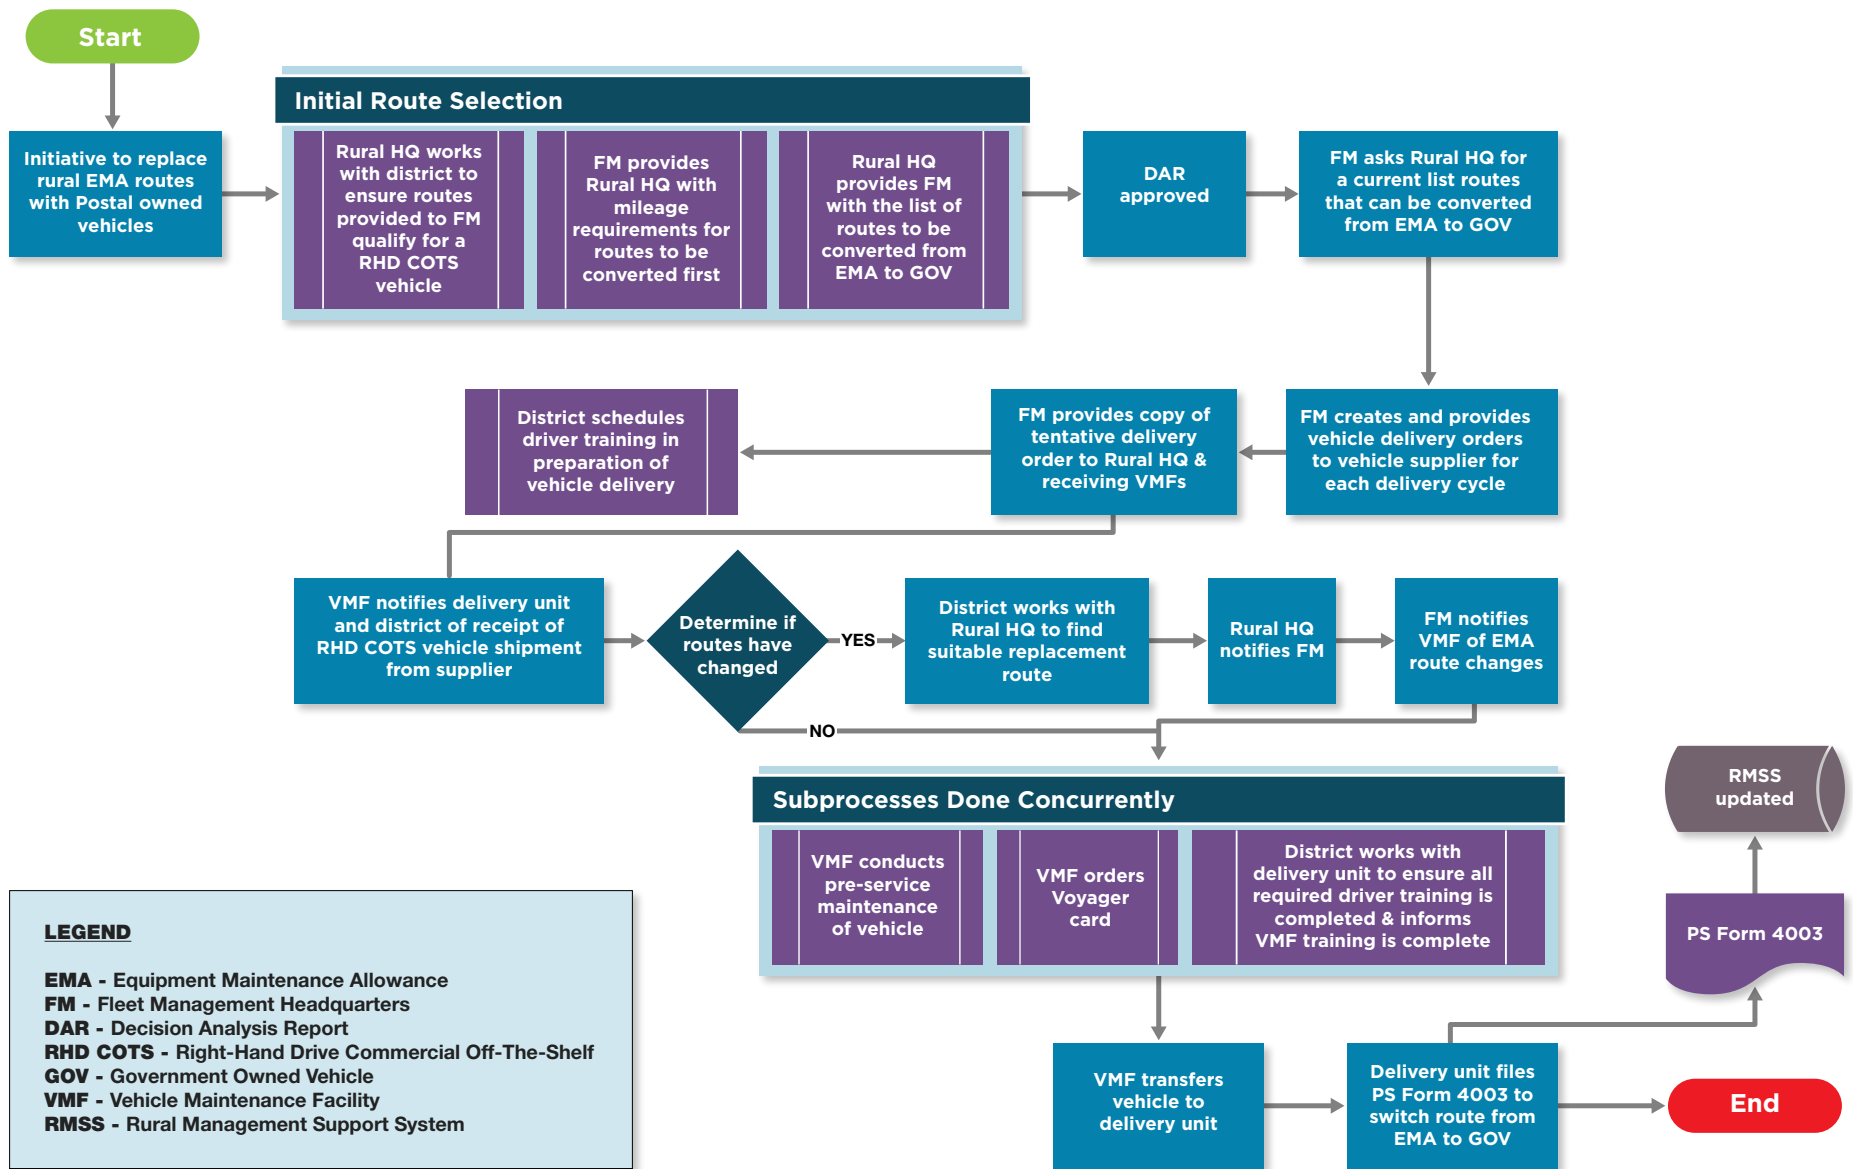 Start
Initiative to replace
rural EMA routes
with Postal owned
vehicles
Initial Route Selection
Rural HQ works
with district to
ensure routes
provided to FM
qualify for a
RHD COTS
vehicle
FM provides
Rural HQ with
mileage
requirements for
routes to be
converted first
Rural HQ
provides FM
with the list of
routes to be
converted from
EMA to GOV
DAR
approved
FM asks Rural HQ for
a current list routes
that can be converted
from EMA to GOV
FM creates and provides
vehicle delivery orders
to vehicle supplier for
each delivery cycle
FM provides copy of
tentative delivery
order to Rural HQ &
receiving VMFs
District schedules
driver training in
preparation of
vehicle delivery
VMF notifies delivery unit
and district of receipt of
RHD COTS vehicle shipment
from supplier
Determine if
routes have
changed
YES
District works with
Rural HQ to find
suitable replacement
route
Rural HQ
notifies FM
FM notifies
VMF of EMA
route changes
NO
Subprocesses Done Concurrently
VMF conducts
pre-service
maintenance
of vehicle
VMF orders
Voyager
card
District works with
delivery unit to ensure all
required driver training is
completed & informs
VMF training is complete
VMF transfers
vehicle to
delivery unit
Delivery unit files
PS Form 4003 to
switch route from
EMA to GOV
PS Form 4003
RMSS
updated
End
LEGEND
EMA - Equipment Maintenance Allowance
FM - Fleet Management Headquarters
DAR - Decision Analysis Report
RHD COTS - Right-Hand Drive Commercial Off-The-Shelf
GOV - Government Owned Vehicle
VMF - Vehicle Maintenance Facility
RMSS - Rural Management Support System